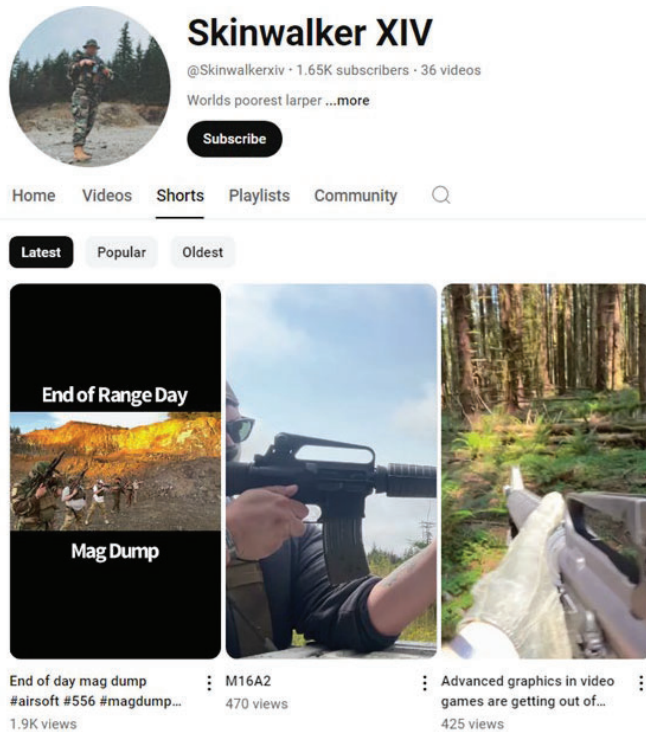 Skinwalker XIV
@Skinwalkerxiv · 1.65K subscribers · 36 videos
Worlds poorest larper ...more
Subscribe
Home Videos Shorts Playlists Community
Latest Popular Oldest
End of Range Day
Mag Dump
End of day mag dump
#airsoft #556 #magdump...
1.9K views
M16A2
470 views
Advanced graphics in video
games are getting out of...
425 views